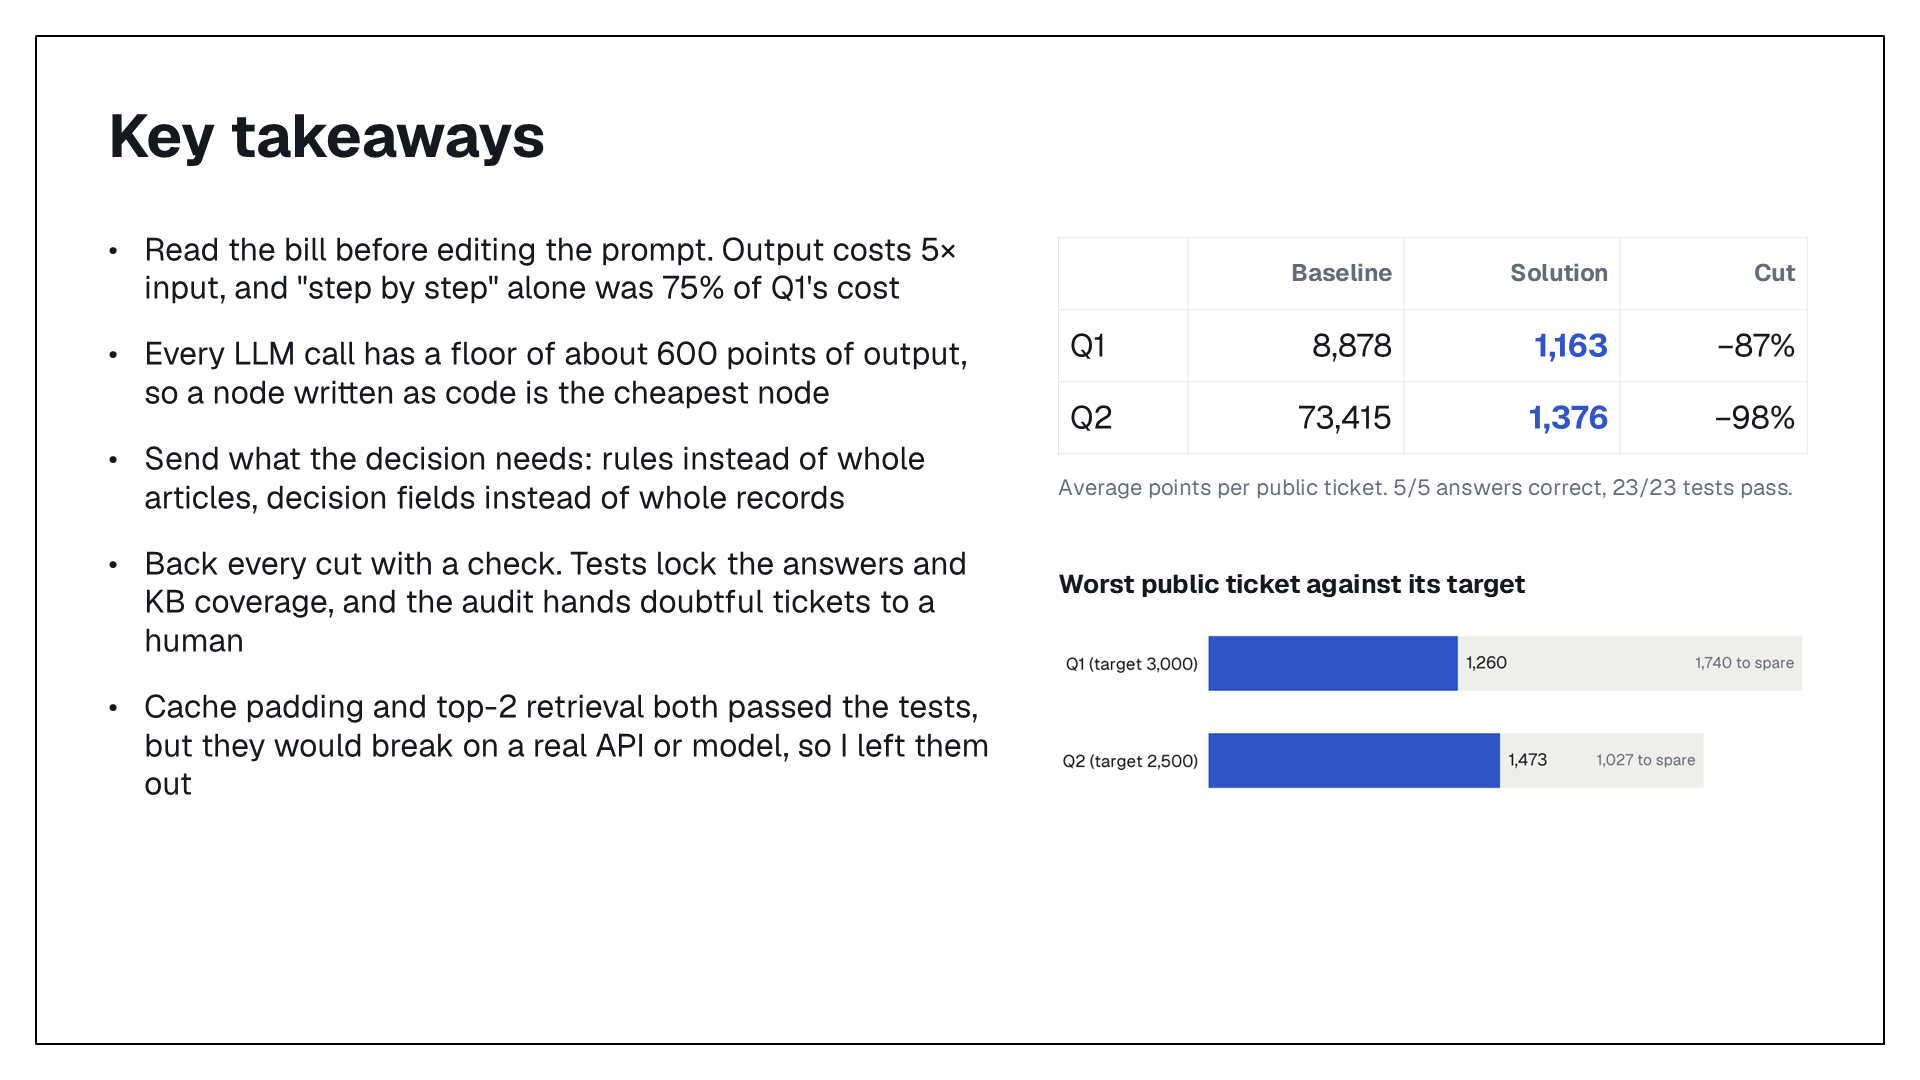 Key takeaways
• Read the bill before editing the prompt. Output costs 5×
input, and "step by step" alone was 75% of Q1's cost
• Every LLM call has a floor of about 600 points of output,
so a node written as code is the cheapest node
• Send what the decision needs: rules instead of whole
articles, decision fields instead of whole records
• Back every cut with a check. Tests lock the answers and
KB coverage, and the audit hands doubtful tickets to a
human
• Cache padding and top-2 retrieval both passed the tests,
but they would break on a real API or model, so I left them
out
Baseline Solution Cut
Q1 8,878 1,163 −87%
Q2 73,415 1,376 −98%
Average points per public ticket. 5/5 answers correct, 23/23 tests pass.
Worst public ticket against its target
Q1 (target 3,000) 1,260 1,740 to spare
Q2 (target 2,500) 1,473 1,027 to spare